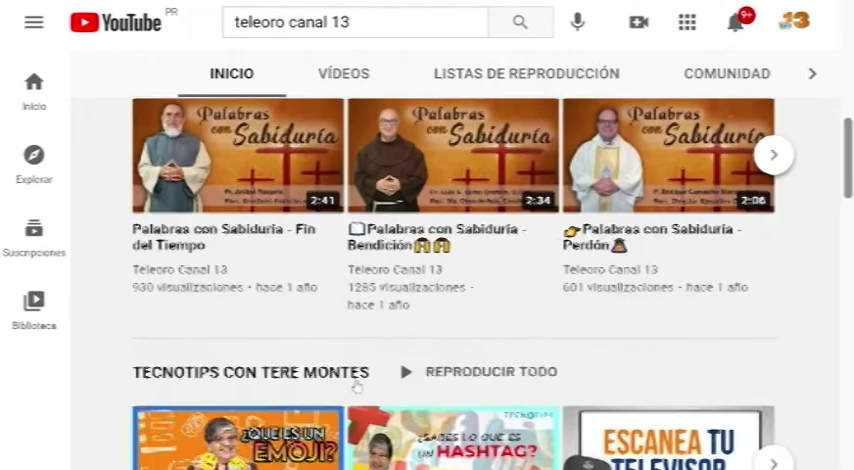 YouTube PR
teleoro canal 13
9+
13
INICIO VÍDEOS LISTAS DE REPRODUCCIÓN COMUNIDAD
Inicio
Explorar
Suscripciones
Biblioteca
Palabras con Sabiduría
2:41
Palabras con Sabiduría
2:34
Palabras con Sabiduría
2:06
Palabras con Sabiduría - Fin
del Tiempo
Teleoro Canal 13
930 visualizaciones • hace 1 año
Palabras con Sabiduría -
Bendición
Teleoro Canal 13
1285 visualizaciones •
hace 1 año
Palabras con Sabiduría -
Perdón
Teleoro Canal 13
601 visualizaciones • hace 1 año
TECNOTIPS CON TERE MONTES REPRODUCIR TODO
¿QUÉ ES UN
EMOJI?
TECNOTIPS
¿SABES LO QUE ES
UN HASHTAG?
ESCANEA TU
TELEVISOR